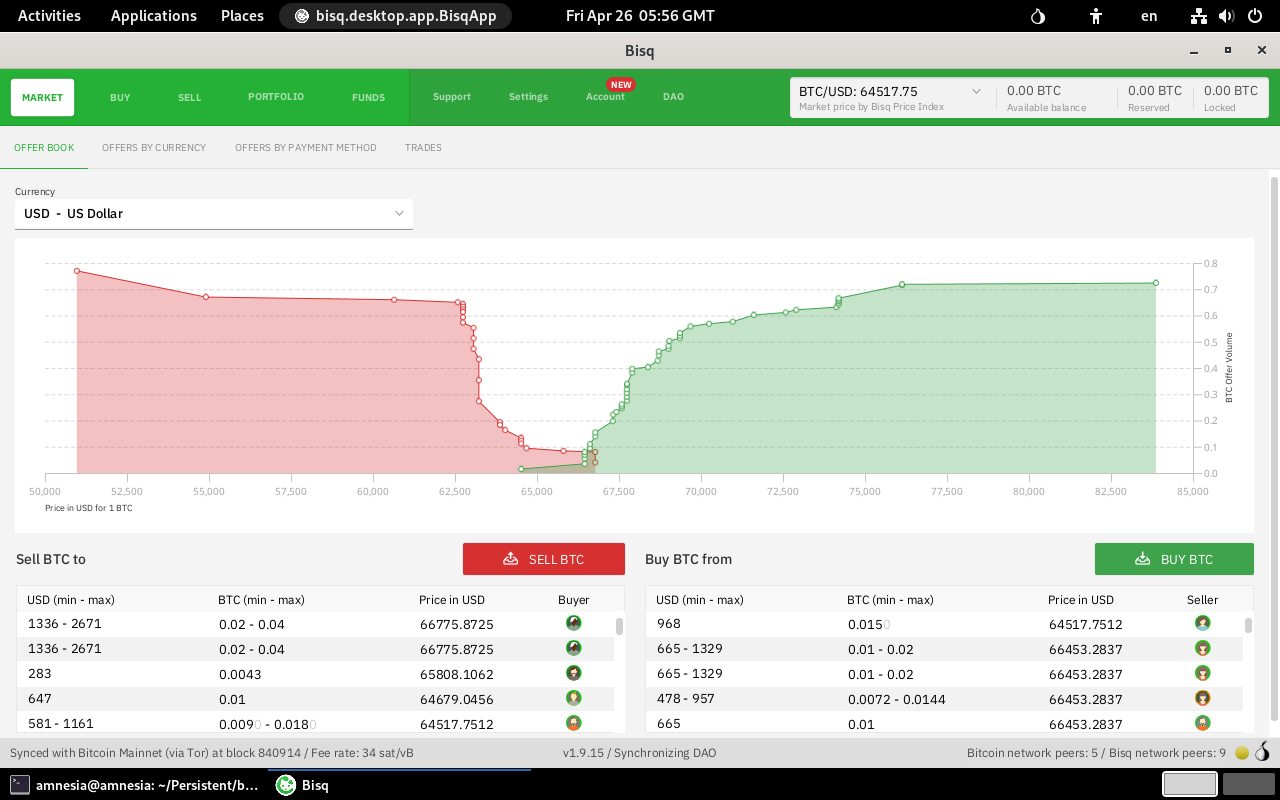 Activities Applications Places bisq.desktop.app.BisqApp Fri Apr 26 05:56 GMT en
Bisq
MARKET BUY SELL PORTFOLIO FUNDS Support Settings Account NEW DAO
BTC/USD: 64517.75 0.00 BTC 0.00 BTC 0.00 BTC
Market price by Bisq Price Index Available balance Reserved Locked
OFFER BOOK OFFERS BY CURRENCY OFFERS BY PAYMENT METHOD TRADES
Currency
USD - US Dollar
0.8
0.7
0.6
0.5
0.4
0.3
0.2
0.1
0.0
BTC Offer Volume
50,000 52,500 55,000 57,500 60,000 62,500 65,000 67,500 70,000 72,500 75,000 77,500 80,000 82,500 85,000
Price in USD for 1 BTC
Sell BTC to SELL BTC
USD (min - max) BTC (min - max) Price in USD Buyer
1336 - 2671 0.02 - 0.04 66775.8725
1336 - 2671 0.02 - 0.04 66775.8725
283 0.0043 65808.1062
647 0.01 64679.0456
581 - 1161 0.0090 - 0.0180 64517.7512
Buy BTC from BUY BTC
USD (min - max) BTC (min - max) Price in USD Seller
968 0.0150 64517.7512
665 - 1329 0.01 - 0.02 66453.2837
665 - 1329 0.01 - 0.02 66453.2837
478 - 957 0.0072 - 0.0144 66453.2837
665 0.01 66453.2837
Synced with Bitcoin Mainnet (via Tor) at block 840914 / Fee rate: 34 sat/vB v1.9.15 / Synchronizing DAO Bitcoin network peers: 5 / Bisq network peers: 9
amnesia@amnesia: ~/Persistent/b... Bisq